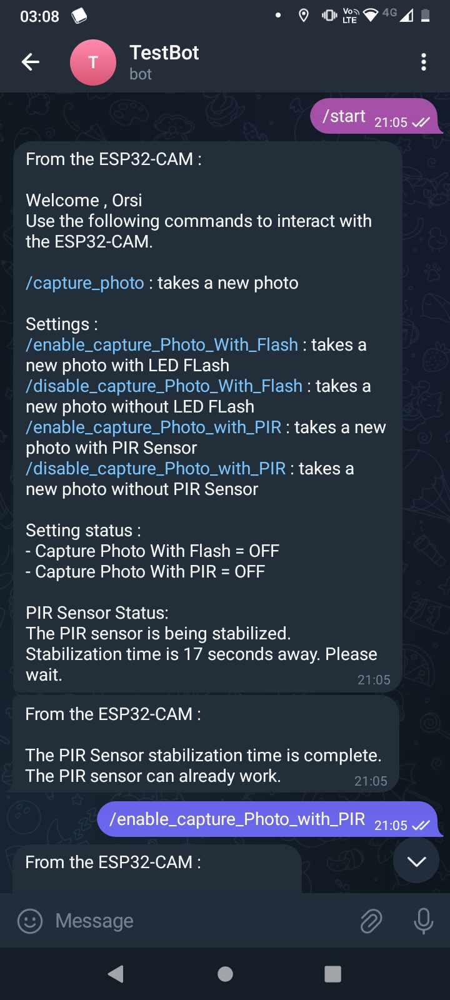 03:08
Vo
LTE
4G
T
TestBot
bot
/start 21:05
From the ESP32-CAM :
Welcome , Orsi
Use the following commands to interact with
the ESP32-CAM.
/capture_photo : takes a new photo
Settings :
/enable_capture_Photo_With_Flash : takes a
new photo with LED FLash
/disable_capture_Photo_With_Flash : takes a
new photo without LED FLash
/enable_capture_Photo_with_PIR : takes a new
photo with PIR Sensor
/disable_capture_Photo_with_PIR : takes a
new photo without PIR Sensor
Setting status :
- Capture Photo With Flash = OFF
- Capture Photo With PIR = OFF
PIR Sensor Status:
The PIR sensor is being stabilized.
Stabilization time is 17 seconds away. Please
wait. 21:05
From the ESP32-CAM :
The PIR Sensor stabilization time is complete.
The PIR sensor can already work. 21:05
/enable_capture_Photo_with_PIR 21:05
From the ESP32-CAM :
Message